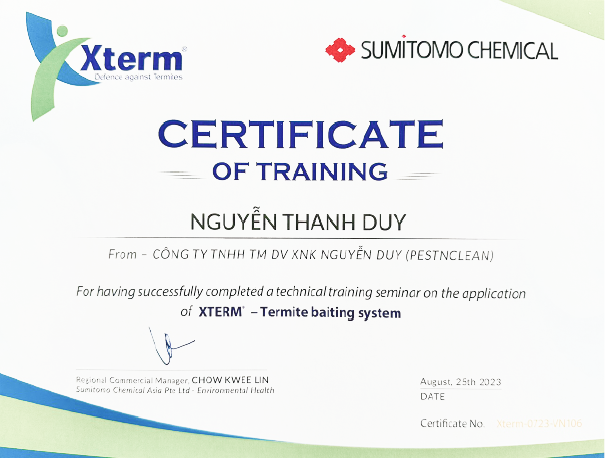 Xterm®
Defence against Termites
SUMITOMO CHEMICAL
CERTIFICATE
OF TRAINING
NGUYỄN THANH DUY
From – CÔNG TY TNHH TM DV XNK NGUYỄN DUY (PESTNCLEAN)
For having successfully completed a technical training seminar on the application
of XTERM® – Termite baiting system
Regional Commercial Manager, CHOW KWEE LIN
Sumitomo Chemical Asia Pte Ltd - Environmental Health
August, 25th 2023
DATE
Certificate No. Xterm-0723-VN106